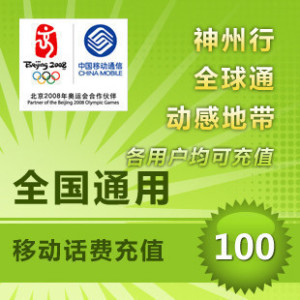 Beijing 2008
中国移动通信
CHINA MOBILE
北京2008年奥运会合作伙伴
Partner of the Beijing 2008 Olympic Games
神州行
全球通
动感地带
各用户均可充值
全国通用
移动话费充值
100